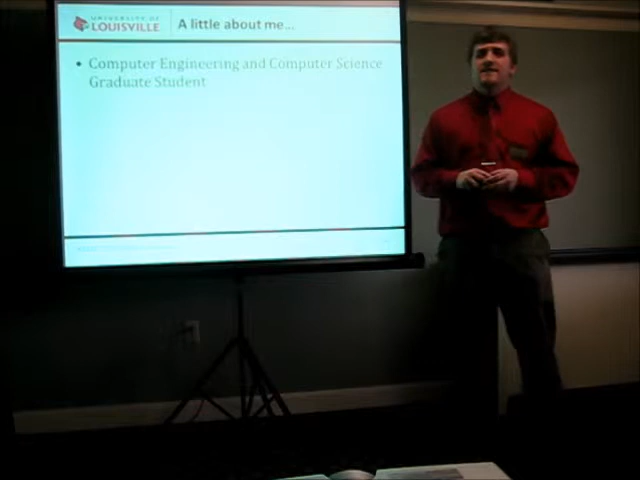 UNIVERSITY OF
LOUISVILLE
A little about me...
• Computer Engineering and Computer Science
Graduate Student